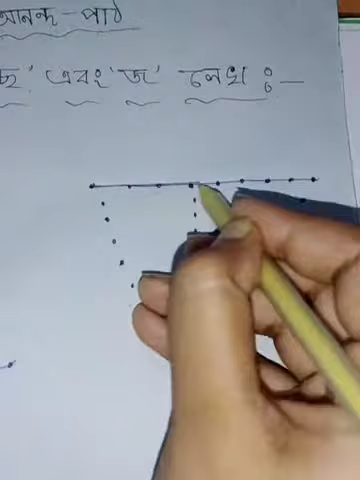 আনন্দ - পাঠ
' এবং 'জ' লেখ :-